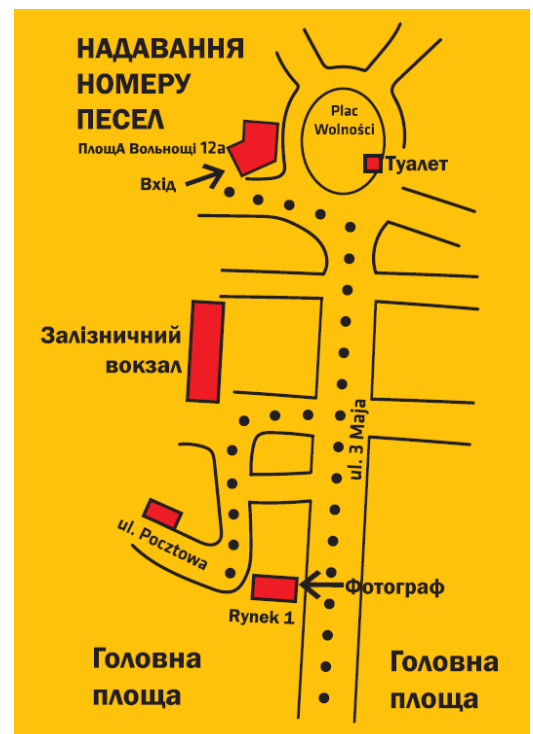 НАДАВАННЯ
НОМЕРУ
ПЕСЕЛ
ПлощА Вольнощі 12a
Вхід
Plac
Wolności
Туалет
Залізничний
вокзал
ul. 3 Maja
ul. Pocztowa
Фотограф
Rynek 1
Головна
площа
Головна
площа